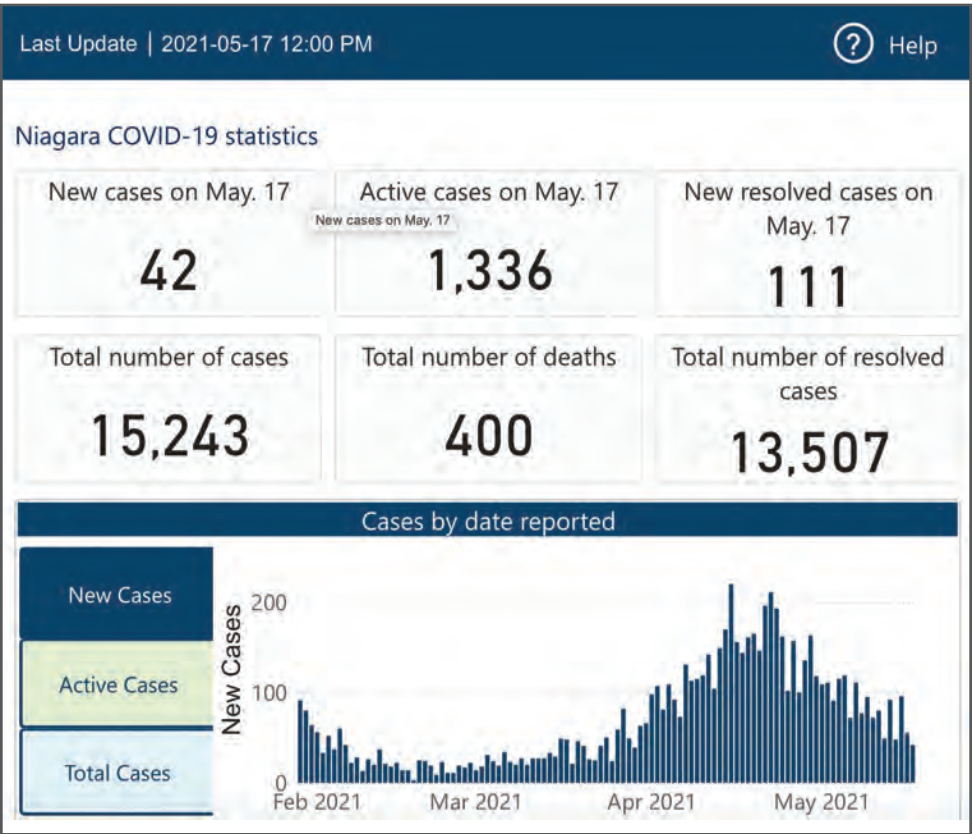 Last Update | 2021-05-17 12:00 PM
? Help
Niagara COVID-19 statistics
New cases on May. 17
42
Active cases on May. 17
New cases on May. 17
1,336
New resolved cases on
May. 17
111
Total number of cases
15,243
Total number of deaths
400
Total number of resolved
cases
13,507
Cases by date reported
New Cases
Active Cases
Total Cases
New Cases
200
100
0
Feb 2021 Mar 2021 Apr 2021 May 2021